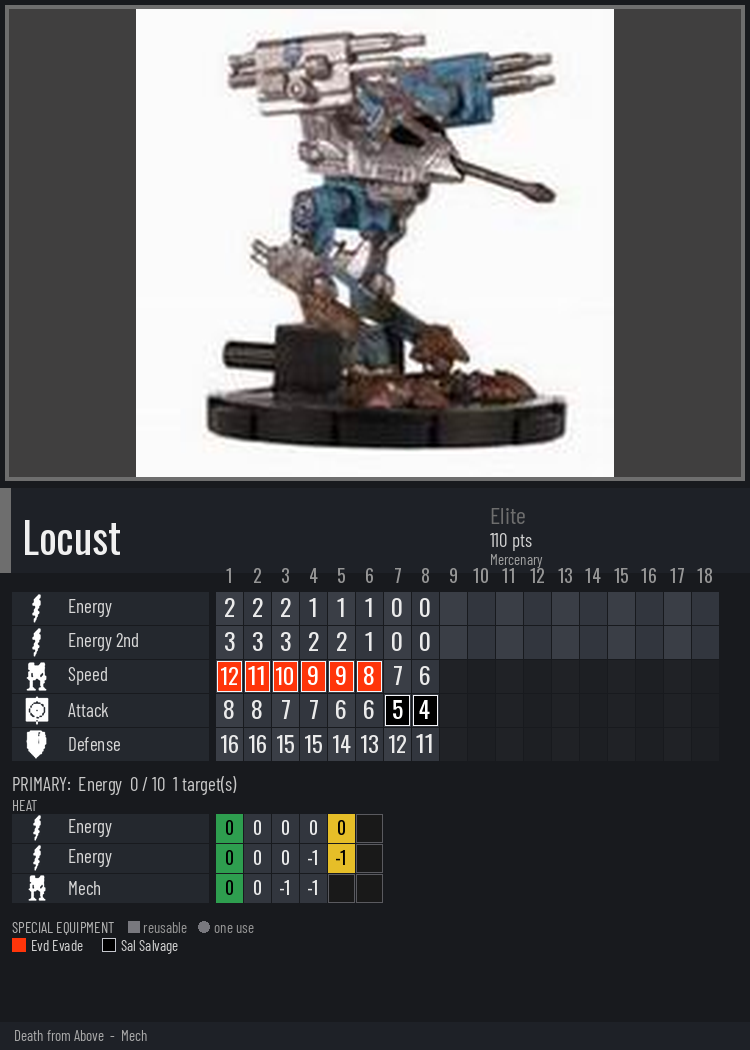 Locust
Elite
110 pts
Mercenary
1 2 3 4 5 6 7 8 9 10 11 12 13 14 15 16 17 18
Energy 2 2 2 1 1 1 0 0
Energy 2nd 3 3 3 2 2 1 0 0
Speed 12 11 10 9 9 8 7 6
Attack 8 8 7 7 6 6 5 4
Defense 16 16 15 15 14 13 12 11
PRIMARY: Energy 0 / 10 1 target(s)
HEAT
Energy 0 0 0 0 0
Energy 0 0 0 -1 -1
Mech 0 0 -1 -1
SPECIAL EQUIPMENT reusable one use
Evd Evade Sal Salvage
Death from Above - Mech